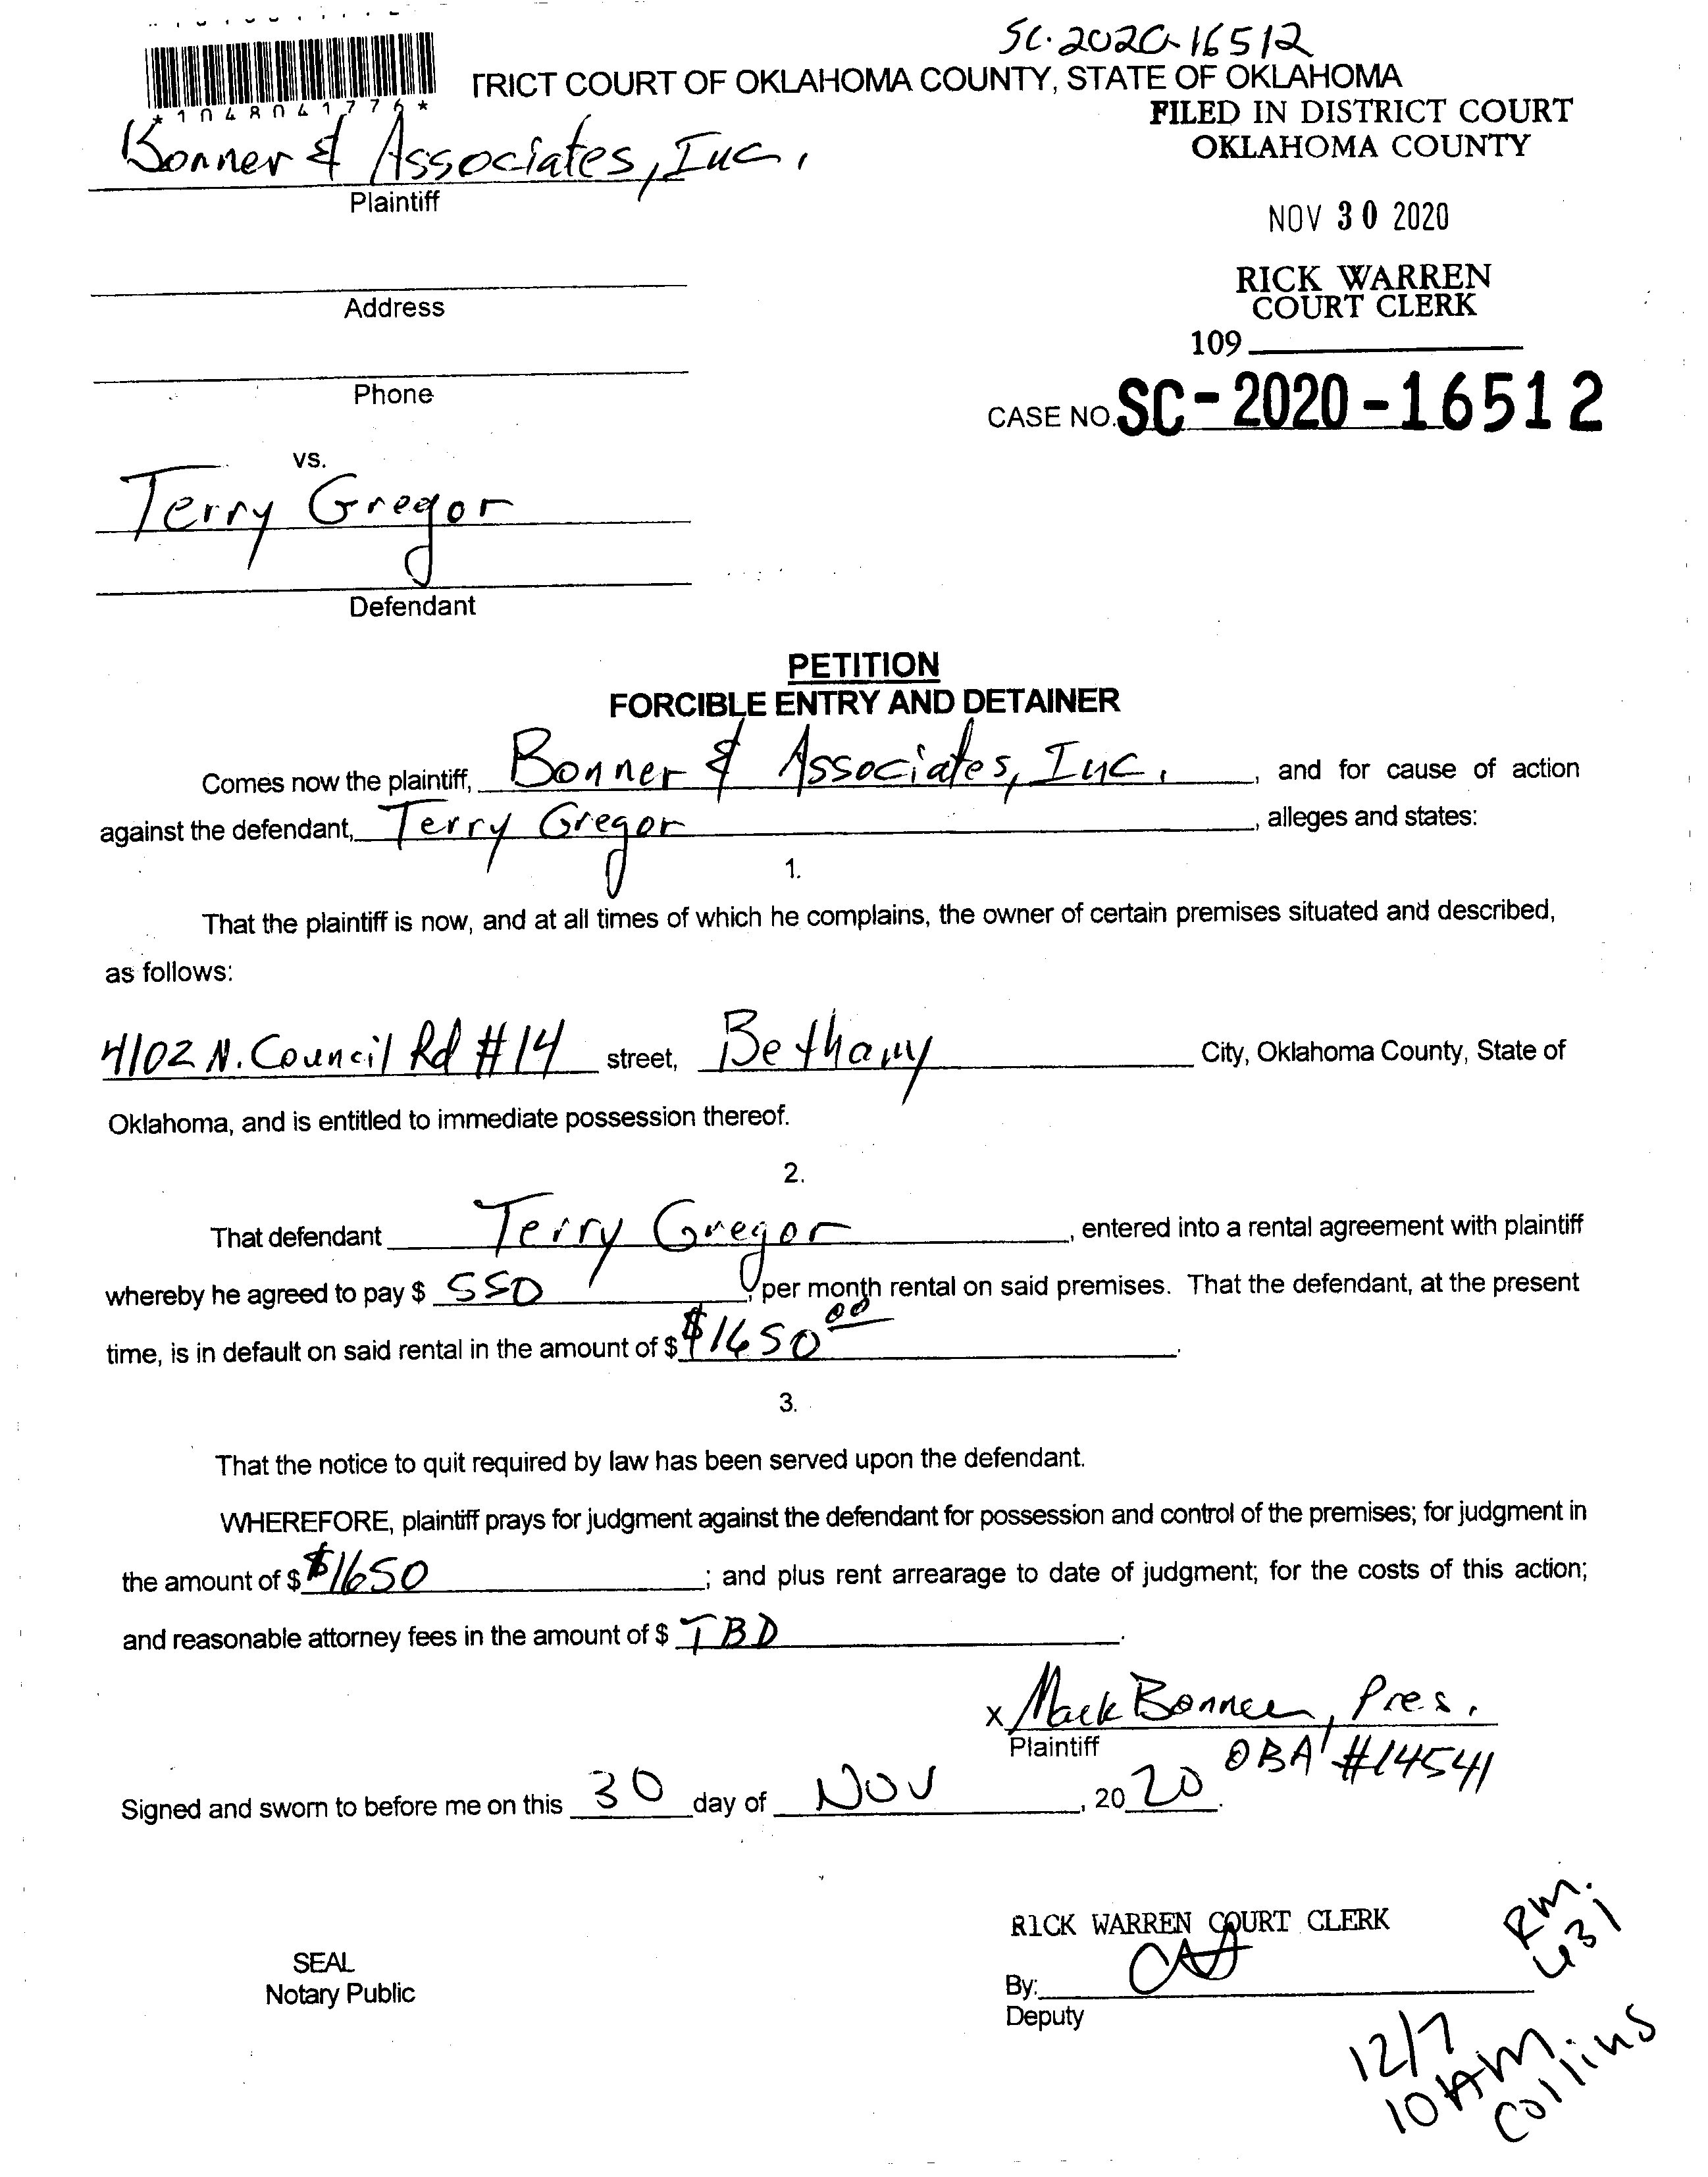 SC-2020-16512
TRICT COURT OF OKLAHOMA COUNTY, STATE OF OKLAHOMA
*1048041776*
FILED IN DISTRICT COURT
OKLAHOMA COUNTY
Bonner & Associates, Inc.
Plaintiff
NOV 30 2020
RICK WARREN
COURT CLERK
Address
109
Phone
CASE NO. SC-2020-16512
vs.
Terry Gregor
Defendant
PETITION
FORCIBLE ENTRY AND DETAINER
Comes now the plaintiff, Bonner & Associates, Inc., and for cause of action
against the defendant, Terry Gregor, alleges and states:
1.
That the plaintiff is now, and at all times of which he complains, the owner of certain premises situated and described,
as follows:
4102 N. Council Rd #14 street, Bethany City, Oklahoma County, State of
Oklahoma, and is entitled to immediate possession thereof.
2.
That defendant Terry Gregor, entered into a rental agreement with plaintiff
whereby he agreed to pay $ 550, per month rental on said premises. That the defendant, at the present
time, is in default on said rental in the amount of $ $1650.00.
3.
That the notice to quit required by law has been served upon the defendant.
WHEREFORE, plaintiff prays for judgment against the defendant for possession and control of the premises; for judgment in
the amount of $ $1650; and plus rent arrearage to date of judgment; for the costs of this action;
and reasonable attorney fees in the amount of $ TBD.
x Mack Bonner, Pres.
Plaintiff
OBA #14541
Signed and sworn to before me on this 30 day of Nov, 2020.
RICK WARREN COURT CLERK
Rm.
431
SEAL
Notary Public
By:
Deputy
12/7
10 AM
Collins